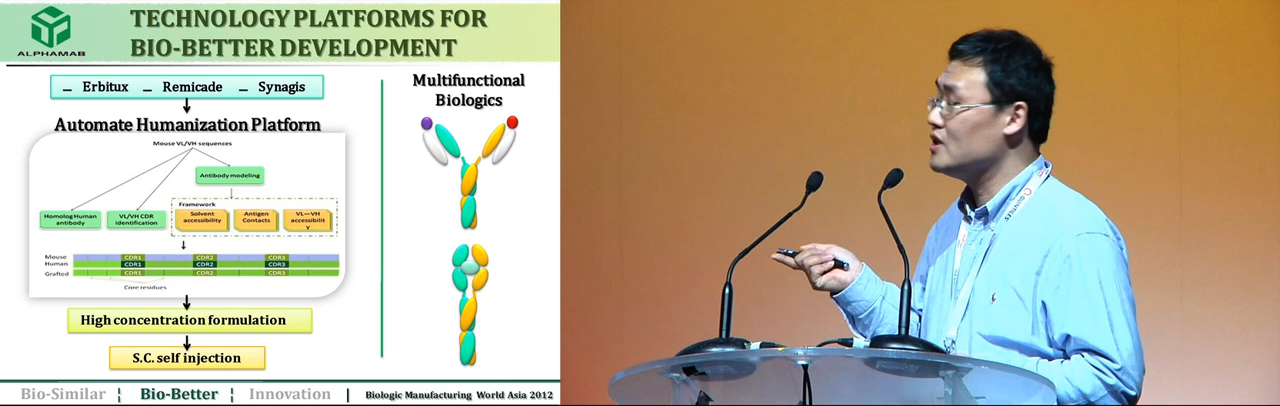 ALPHAMAB
TECHNOLOGY PLATFORMS FOR
BIO-BETTER DEVELOPMENT
– Erbitux – Remicade – Synagis
Automate Humanization Platform
Mouse VL/VH sequences
Antibody modeling
Framework
Homolog Human
antibody
VL/VH CDR
identification
Solvent
accessibility
Antigen
Contacts
VL—VH
accessibilit
y
Mouse CDR1 CDR2 CDR3
Human CDR1 CDR2 CDR3
Grafted CDR1 CDR2 CDR3
Core residues
High concentration formulation
S.C. self injection
Multifunctional
Biologics
Bio-Similar Bio-Better Innovation Biologic Manufacturing World Asia 2012
QUINTILES